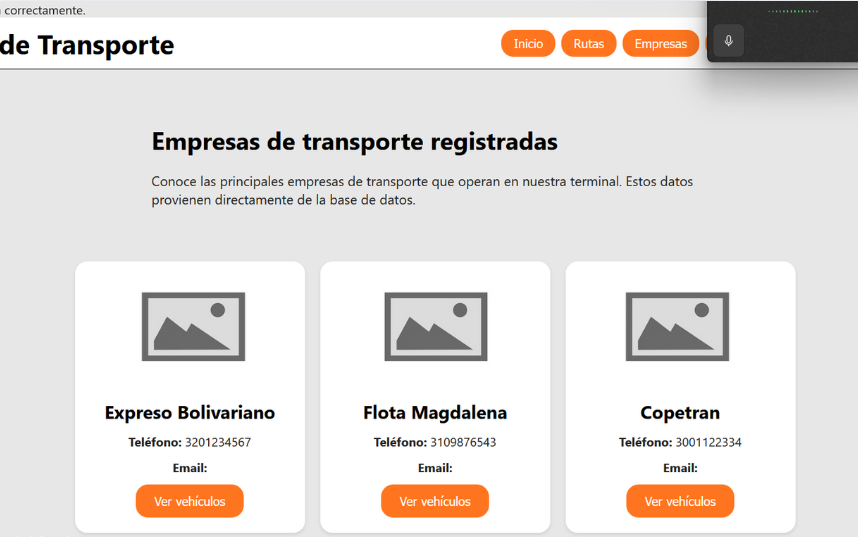 correctamente.
de Transporte
Inicio
Rutas
Empresas
Empresas de transporte registradas
Conoce las principales empresas de transporte que operan en nuestra terminal. Estos datos
provienen directamente de la base de datos.
Expreso Bolivariano
Teléfono: 3201234567
Email:
Ver vehículos
Flota Magdalena
Teléfono: 3109876543
Email:
Ver vehículos
Copetran
Teléfono: 3001122334
Email:
Ver vehículos